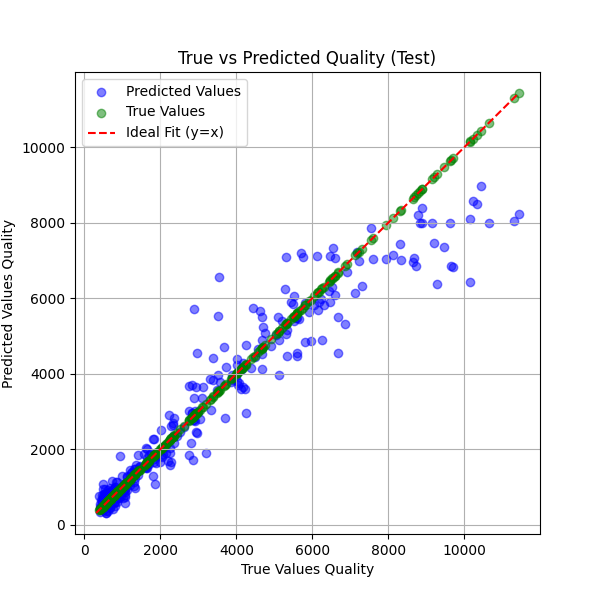 True vs Predicted Quality (Test)
Predicted Values
True Values
Ideal Fit (y=x)
Predicted Values Quality
10000
8000
6000
4000
2000
0
0 2000 4000 6000 8000 10000
True Values Quality